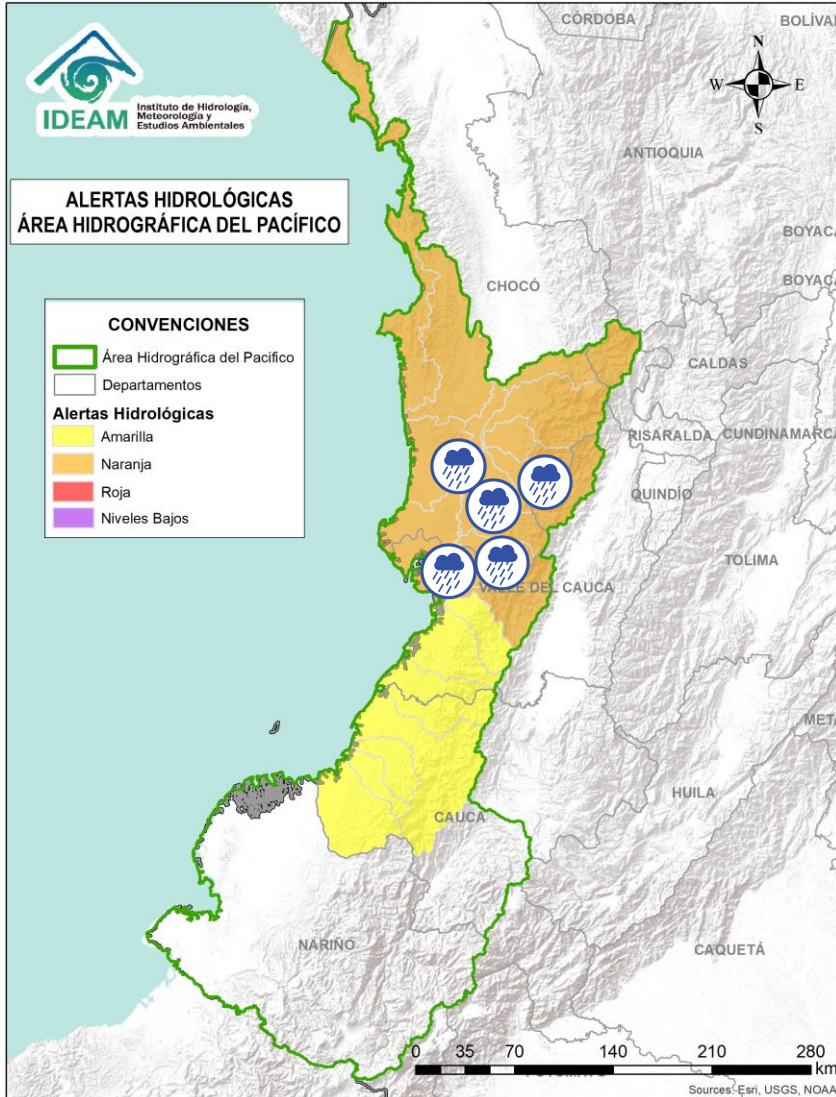 CÓRDOBA
BOLÍVA
N
W
E
S
IDEAM
Instituto de Hidrología,
Meteorología y
Estudios Ambientales
ANTIOQUIA
ALERTAS HIDROLÓGICAS
ÁREA HIDROGRÁFICA DEL PACÍFICO
BOYACÁ
BOYACÁ
CHOCÓ
CONVENCIONES
Área Hidrográfica del Pacifico
Departamentos
Alertas Hidrológicas
Amarilla
Naranja
Roja
Niveles Bajos
CALDAS
RISARALDA
CUNDINAMARCA
QUINDÍO
TOLIMA
VALLE DEL CAUCA
META
HUILA
CAUCA
NARIÑO
CAQUETÁ
0 35 70 140 210 280
km
Sources: Esri, USGS, NOAA